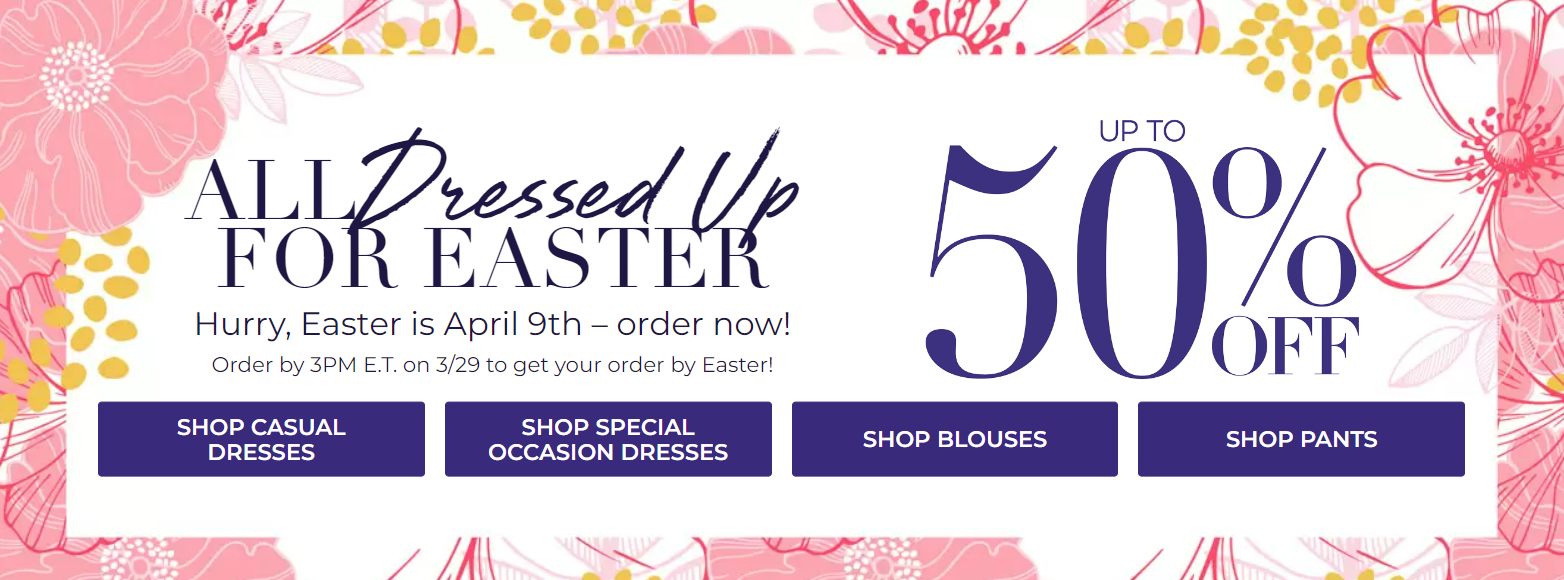 ALL Dressed Up
FOR EASTER
Hurry, Easter is April 9th – order now!
Order by 3PM E.T. on 3/29 to get your order by Easter!
UP TO
50%
OFF
SHOP CASUAL
DRESSES
SHOP SPECIAL
OCCASION DRESSES
SHOP BLOUSES
SHOP PANTS